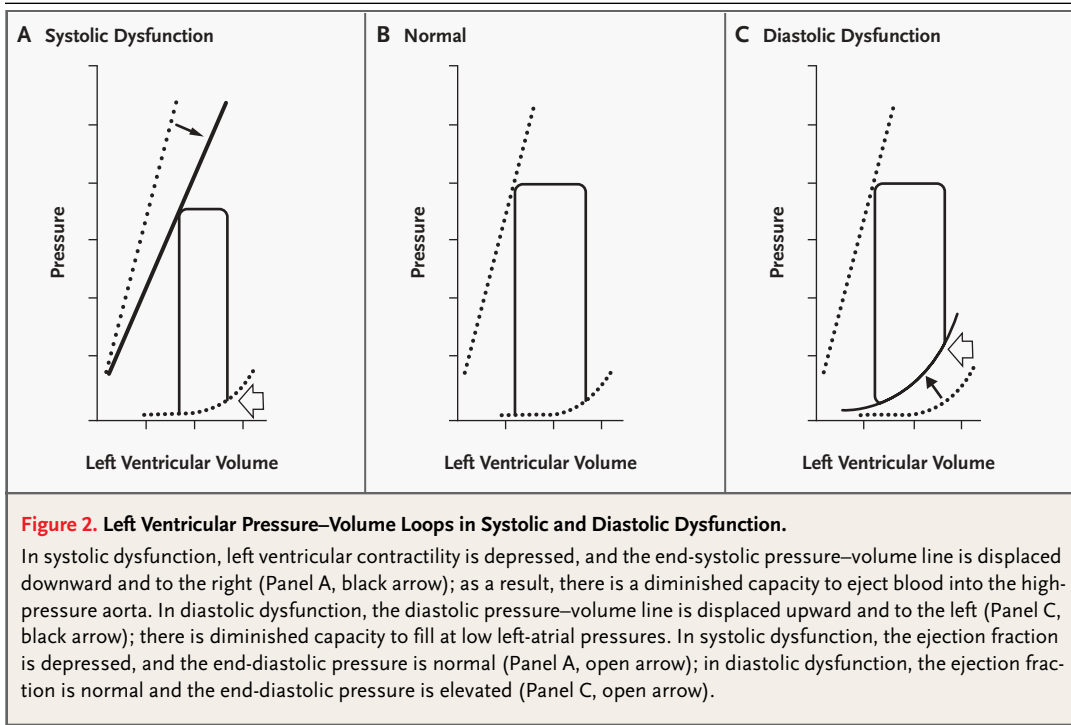 A Systolic Dysfunction
Pressure
Left Ventricular Volume
B Normal
Pressure
Left Ventricular Volume
C Diastolic Dysfunction
Pressure
Left Ventricular Volume
Figure 2. Left Ventricular Pressure–Volume Loops in Systolic and Diastolic Dysfunction.
In systolic dysfunction, left ventricular contractility is depressed, and the end-systolic pressure–volume line is displaced
downward and to the right (Panel A, black arrow); as a result, there is a diminished capacity to eject blood into the high-
pressure aorta. In diastolic dysfunction, the diastolic pressure–volume line is displaced upward and to the left (Panel C,
black arrow); there is diminished capacity to fill at low left-atrial pressures. In systolic dysfunction, the ejection fraction
is depressed, and the end-diastolic pressure is normal (Panel A, open arrow); in diastolic dysfunction, the ejection frac-
tion is normal and the end-diastolic pressure is elevated (Panel C, open arrow).